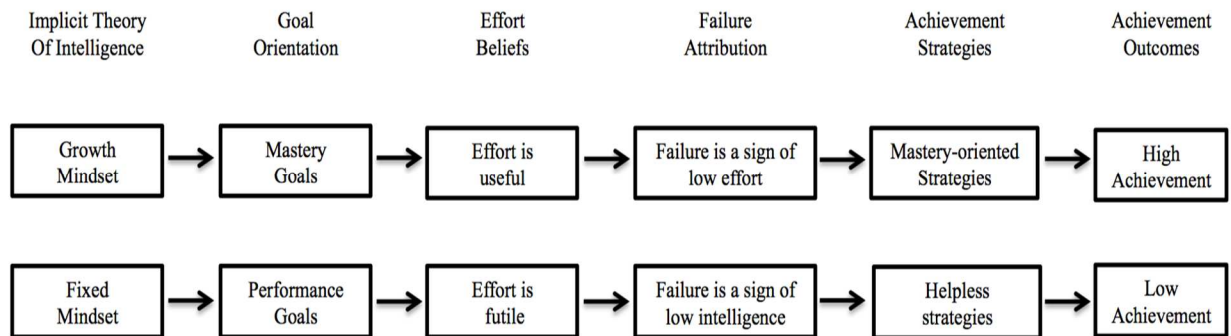 Implicit Theory
Of Intelligence
Goal
Orientation
Effort
Beliefs
Failure
Attribution
Achievement
Strategies
Achievement
Outcomes
Growth
Mindset
Mastery
Goals
Effort is
useful
Failure is a sign of
low effort
Mastery-oriented
Strategies
High
Achievement
Fixed
Mindset
Performance
Goals
Effort is
futile
Failure is a sign of
low intelligence
Helpless
strategies
Low
Achievement